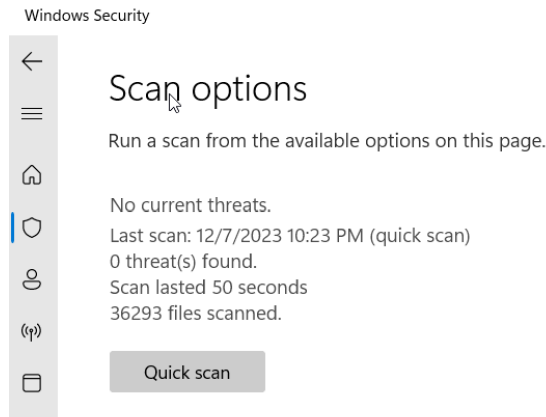 Windows Security
Scan options
Run a scan from the available options on this page.
No current threats.
Last scan: 12/7/2023 10:23 PM (quick scan)
0 threat(s) found.
Scan lasted 50 seconds
36293 files scanned.
Quick scan